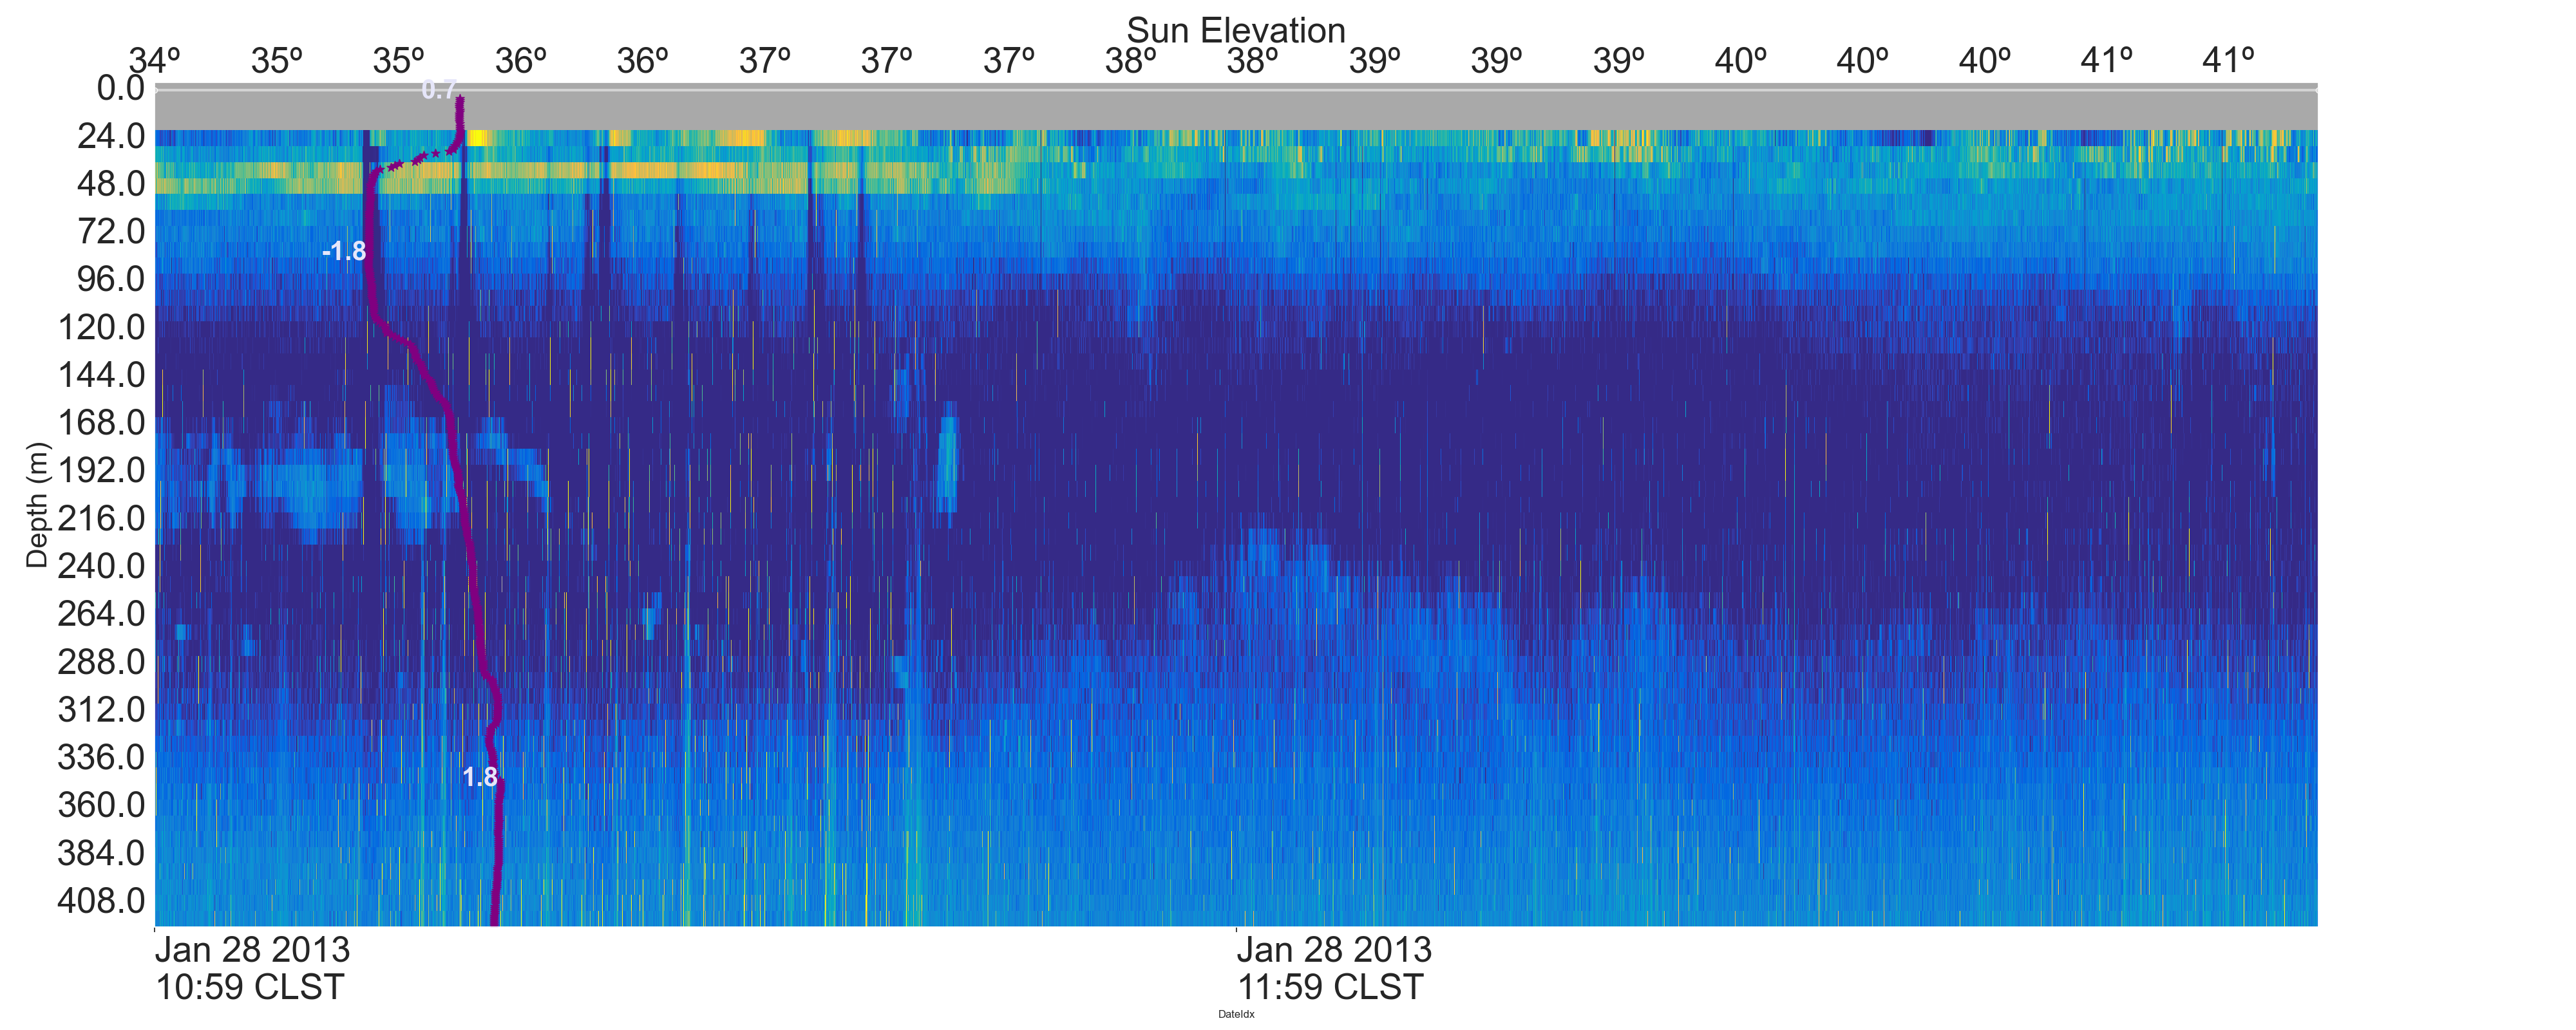 Sun Elevation
34º 35º 35º 36º 36º 37º 37º 37º 38º 38º 39º 39º 39º 40º 40º 40º 41º 41º
0.0
0.7
24.0
48.0
72.0
-1.8
96.0
120.0
144.0
168.0
192.0
216.0
Depth (m)
240.0
264.0
288.0
312.0
336.0
1.8
360.0
384.0
408.0
Jan 28 2013
10:59 CLST
Jan 28 2013
11:59 CLST
DateIdx